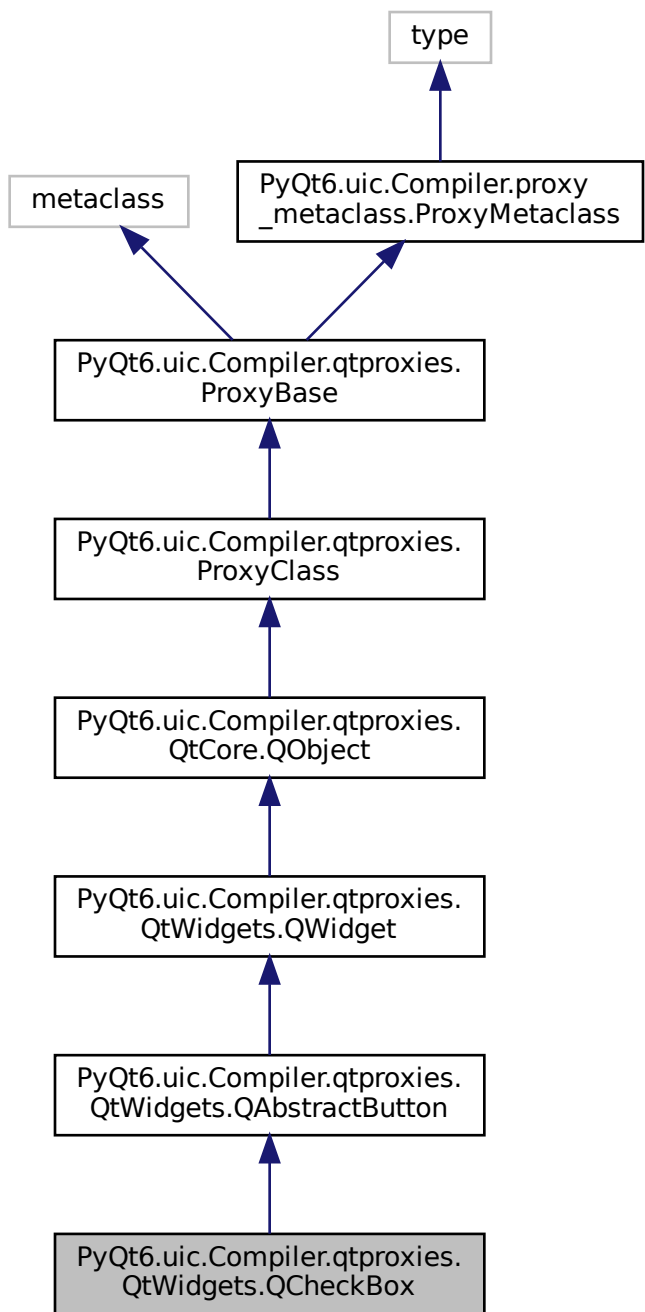 type
metaclass
PyQt6.uic.Compiler.proxy
_metaclass.ProxyMetaclass
PyQt6.uic.Compiler.qtproxies.
ProxyBase
PyQt6.uic.Compiler.qtproxies.
ProxyClass
PyQt6.uic.Compiler.qtproxies.
QtCore.QObject
PyQt6.uic.Compiler.qtproxies.
QtWidgets.QWidget
PyQt6.uic.Compiler.qtproxies.
QtWidgets.QAbstractButton
PyQt6.uic.Compiler.qtproxies.
QtWidgets.QCheckBox